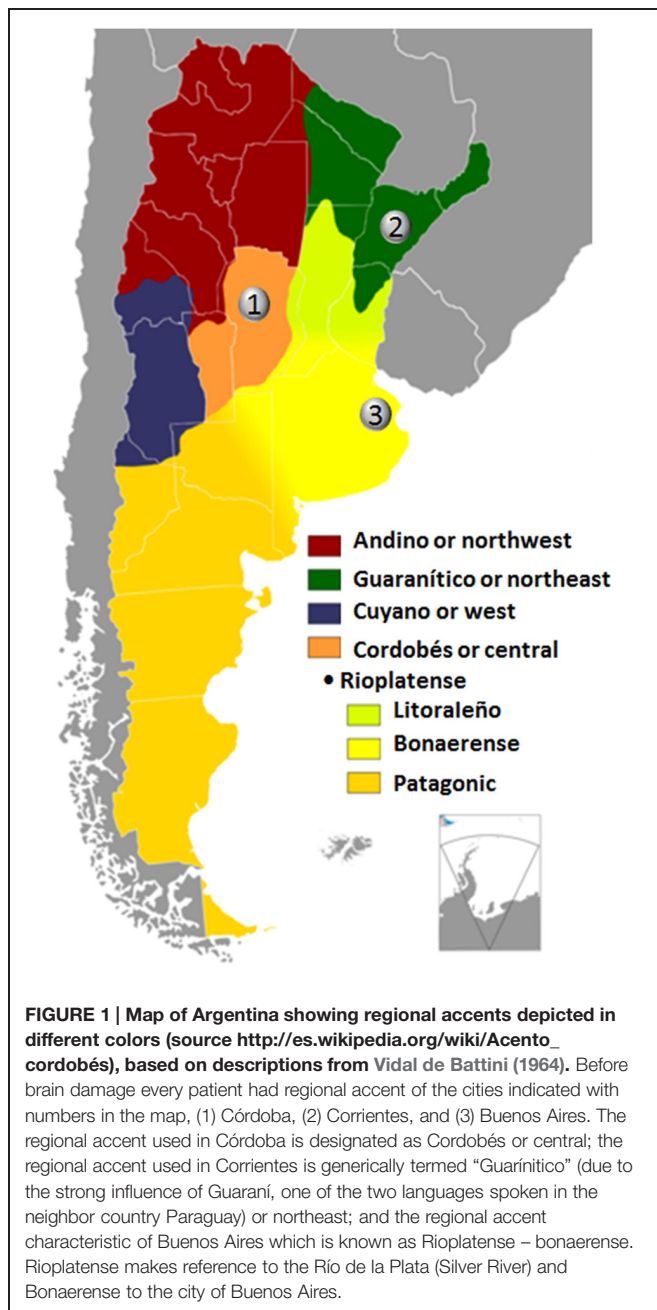 1
2
3
Andino or northwest
Guaranítico or northeast
Cuyano or west
Cordobés or central
• Rioplatense
Litoraleño
Bonaerense
Patagonic
FIGURE 1 | Map of Argentina showing regional accents depicted in
different colors (source http://es.wikipedia.org/wiki/Acento_
cordobés), based on descriptions from Vidal de Battini (1964). Before
brain damage every patient had regional accent of the cities indicated with
numbers in the map, (1) Córdoba, (2) Corrientes, and (3) Buenos Aires. The
regional accent used in Córdoba is designated as Cordobés or central; the
regional accent used in Corrientes is generically termed “Guarínitico” (due to
the strong influence of Guaraní, one of the two languages spoken in the
neighbor country Paraguay) or northeast; and the regional accent
characteristic of Buenos Aires which is known as Rioplatense – bonaerense.
Rioplatense makes reference to the Río de la Plata (Silver River) and
Bonaerense to the city of Buenos Aires.